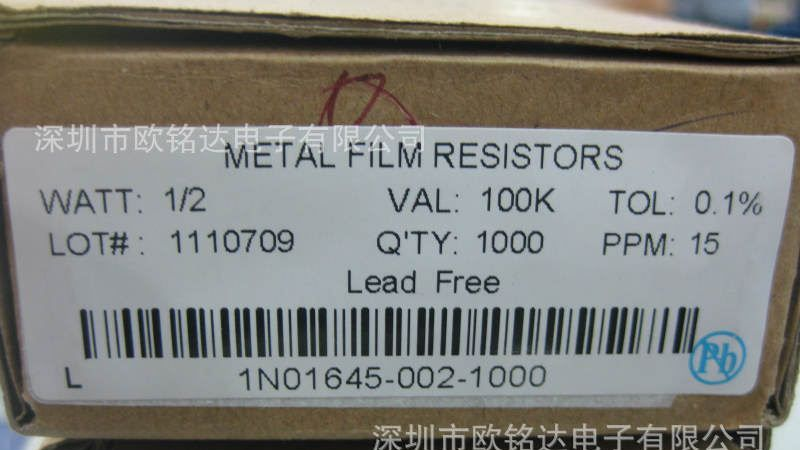 深圳市欧铭达电子有限公司
METAL FILM RESISTORS
WATT: 1/2 VAL: 100K TOL: 0.1%
LOT# : 1110709 Q'TY: 1000 PPM: 15
Lead Free
L 1N01645-002-1000 Pb
深圳市欧铭达电子有限公司